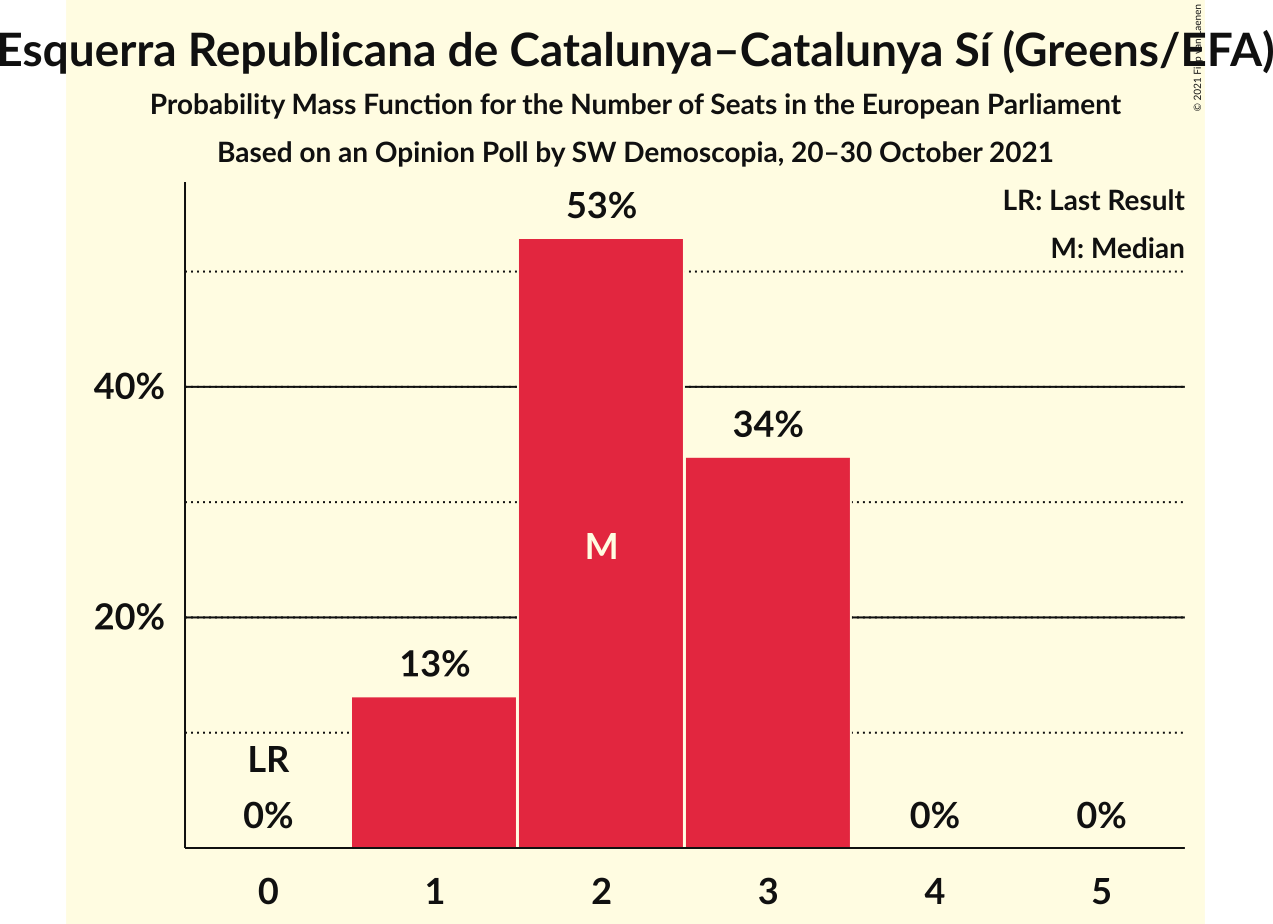 Esquerra Republicana de Catalunya–Catalunya Sí (Greens/EFA)
Probability Mass Function for the Number of Seats in the European Parliament
Based on an Opinion Poll by SW Demoscopia, 20–30 October 2021
© 2021
LR: Last Result
M: Median
53%
40%
34%
M
20%
13%
LR
0%
0%
0%
0 1 2 3 4 5